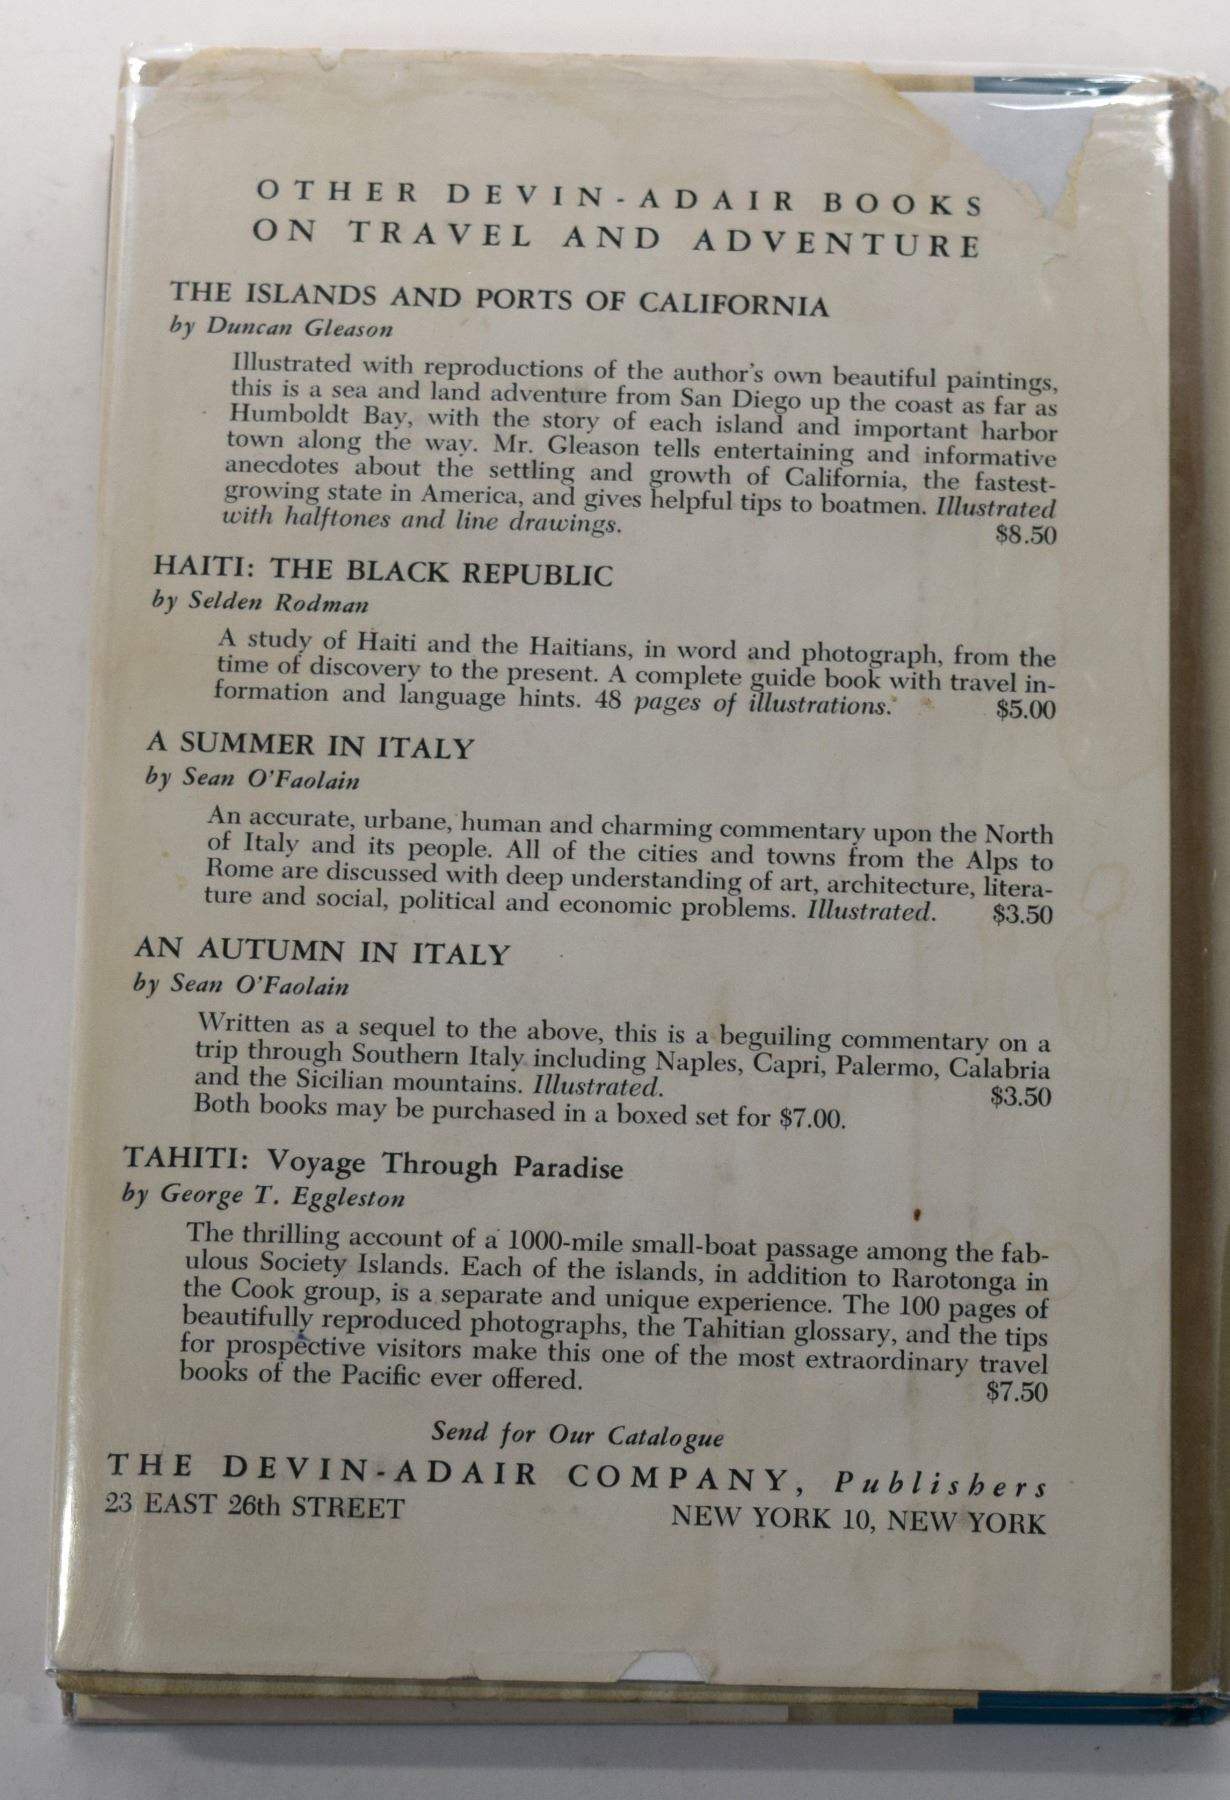 OTHER DEVIN-ADAIR BOOKS
ON TRAVEL AND ADVENTURE
THE ISLANDS AND PORTS OF CALIFORNIA
by Duncan Gleason
Illustrated with reproductions of the author's own beautiful paintings,
this is a sea and land adventure from San Diego up the coast as far as
Humboldt Bay, with the story of each island and important harbor
town along the way. Mr. Gleason tells entertaining and informative
anecdotes about the settling and growth of California, the fastest-
growing state in America, and gives helpful tips to boatmen. Illustrated
with halftones and line drawings. $8.50
HAITI: THE BLACK REPUBLIC
by Selden Rodman
A study of Haiti and the Haitians, in word and photograph, from the
time of discovery to the present. A complete guide book with travel in-
formation and language hints. 48 pages of illustrations. $5.00
A SUMMER IN ITALY
by Sean O'Faolain
An accurate, urbane, human and charming commentary upon the North
of Italy and its people. All of the cities and towns from the Alps to
Rome are discussed with deep understanding of art, architecture, litera-
ture and social, political and economic problems. Illustrated. $3.50
AN AUTUMN IN ITALY
by Sean O'Faolain
Written as a sequel to the above, this is a beguiling commentary on a
trip through Southern Italy including Naples, Capri, Palermo, Calabria
and the Sicilian mountains. Illustrated. $3.50
Both books may be purchased in a boxed set for $7.00.
TAHITI: Voyage Through Paradise
by George T. Eggleston
The thrilling account of a 1000-mile small-boat passage among the fab-
ulous Society Islands. Each of the islands, in addition to Rarotonga in
the Cook group, is a separate and unique experience. The 100 pages of
beautifully reproduced photographs, the Tahitian glossary, and the tips
for prospective visitors make this one of the most extraordinary travel
books of the Pacific ever offered. $7.50
Send for Our Catalogue
THE DEVIN-ADAIR COMPANY, Publishers
23 EAST 26th STREET NEW YORK 10, NEW YORK